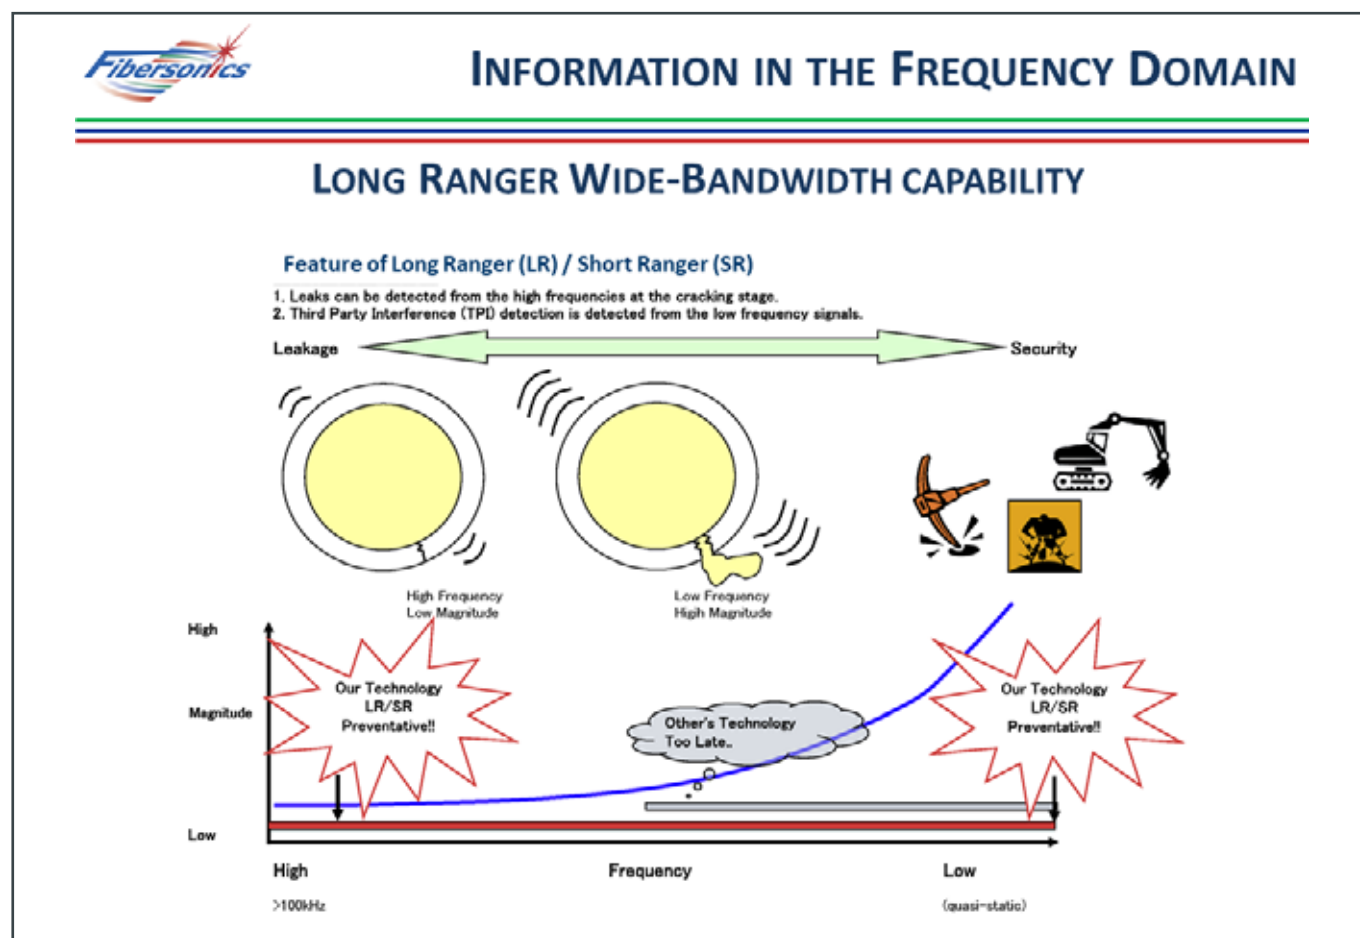 Fibersonics
INFORMATION IN THE FREQUENCY DOMAIN
LONG RANGER WIDE-BANDWIDTH CAPABILITY
Feature of Long Ranger (LR) / Short Ranger (SR)
1. Leaks can be detected from the high frequencies at the cracking stage.
2. Third Party Interference (TPI) detection is detected from the low frequency signals.
Leakage
Security
High Frequency
Low Magnitude
Low Frequency
Higih Magnitude
High
Magnitude
Low
Our Technology
LR/SR
Preventative!!
Other's Technology
Too Late..
Our Technology
LR/SR
Preventative!!
High
Frequency
Low
>100kHz
(quasi-static)